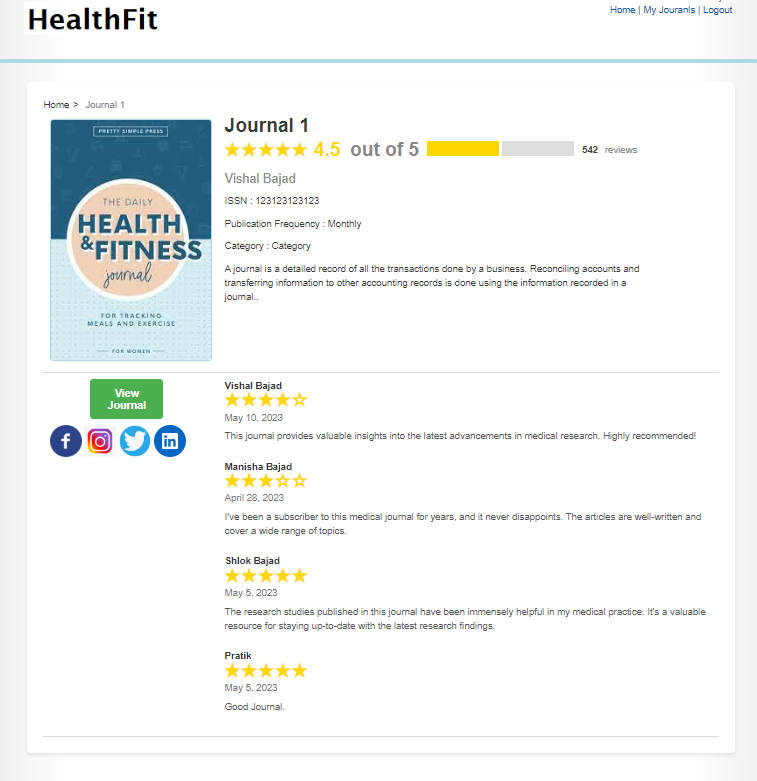 HealthFit
Home | My Jouranls | Logout
Home > Journal 1
PRETTY SIMPLE PRESS
THE DAILY
HEALTH
&FITNESS
journal
FOR TRACKING
MEALS AND EXERCISE
FOR WOMEN
Journal 1
4.5 out of 5 542 reviews
Vishal Bajad
ISSN : 123123123123
Publication Frequency : Monthly
Category : Category
A journal is a detailed record of all the transactions done by a business. Reconciling accounts and
transferring information to other accounting records is done using the information recorded in a
journal..
View
Journal
f
in
Vishal Bajad
May 10, 2023
This journal provides valuable insights into the latest advancements in medical research. Highly recommended!
Manisha Bajad
April 28, 2023
I've been a subscriber to this medical journal for years, and it never disappoints. The articles are well-written and
cover a wide range of topics.
Shlok Bajad
May 5, 2023
The research studies published in this journal have been immensely helpful in my medical practice. It's a valuable
resource for staying up-to-date with the latest research findings.
Pratik
May 5, 2023
Good Journal.